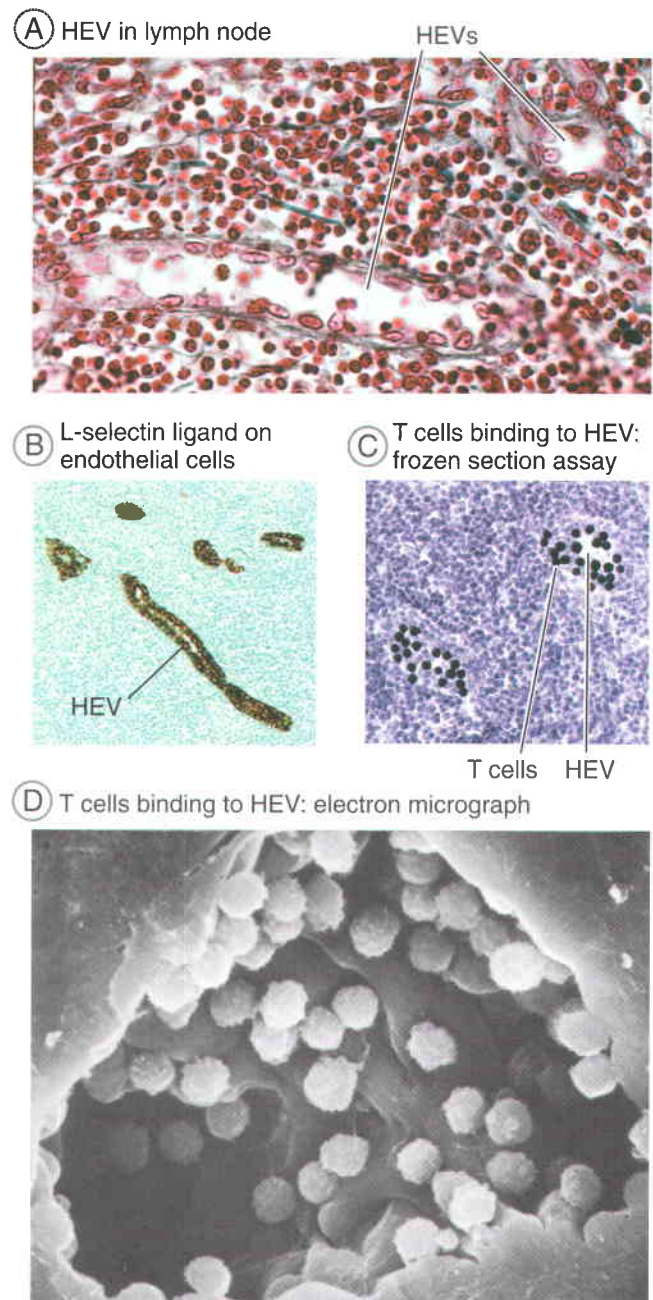 A HEV in lymph node
HEVs
B L-selectin ligand on
endothelial cells
HEV
C T cells binding to HEV:
frozen section assay
T cells HEV
D T cells binding to HEV: electron micrograph